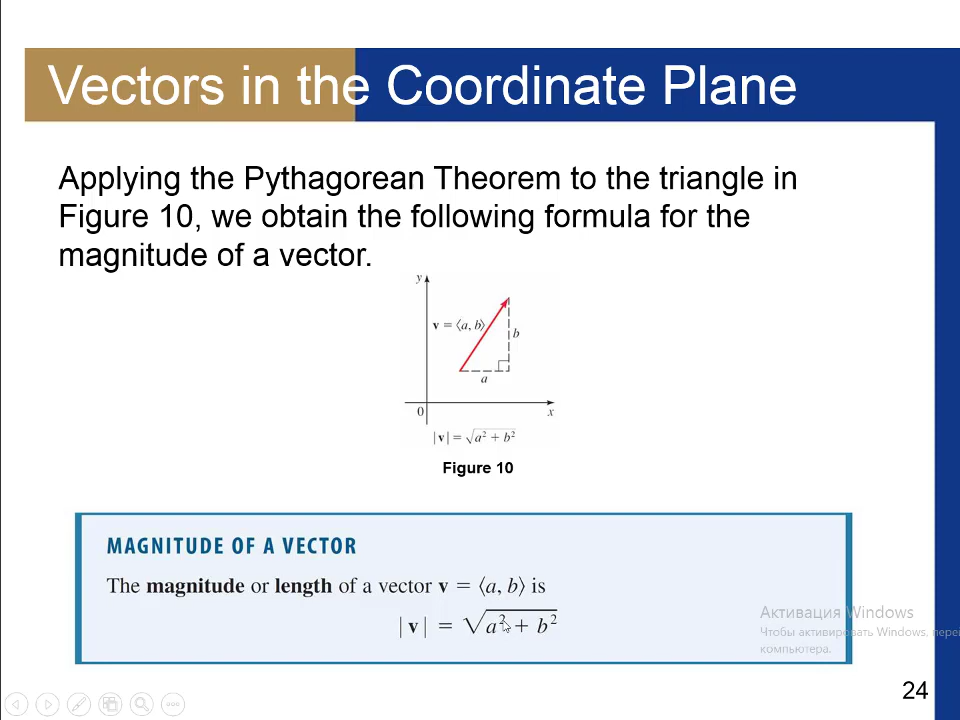 Vectors in the Coordinate Plane
Applying the Pythagorean Theorem to the triangle in
Figure 10, we obtain the following formula for the
magnitude of a vector.
y
v = ⟨a, b⟩
b
a
0
x
|v| = √a² + b²
Figure 10
MAGNITUDE OF A VECTOR
The magnitude or length of a vector v = ⟨a, b⟩ is
|v| = √a² + b²
Активация Windows
Чтобы активировать Windows, пере
компьютера.
24